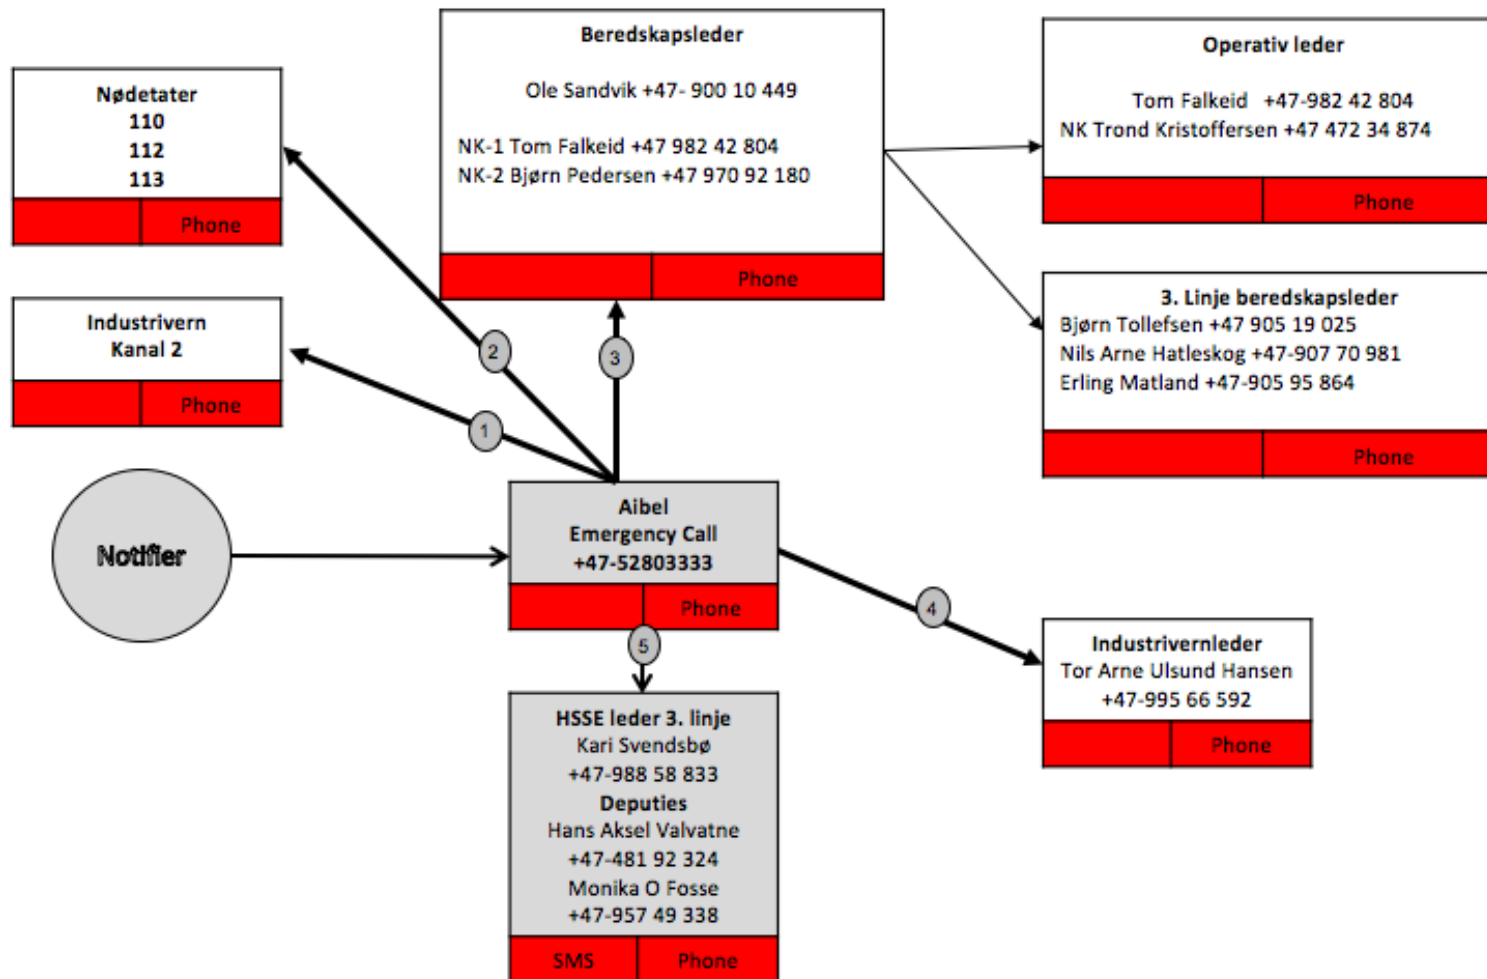 Nødetater
110
112
113
Phone
Beredskapsleder
Ole Sandvik +47- 900 10 449
NK-1 Tom Falkeid +47 982 42 804
NK-2 Bjørn Pedersen +47 970 92 180
Phone
Operativ leder
Tom Falkeid +47-982 42 804
NK Trond Kristoffersen +47 472 34 874
Phone
Industrivern
Kanal 2
Phone
3. Linje beredskapsleder
Bjørn Tollefsen +47 905 19 025
Nils Arne Hatleskog +47-907 70 981
Erling Matland +47-905 95 864
Phone
2
3
1
Notifier
Aibel
Emergency Call
+47-52803333
Phone
4
5
Industrivernleder
Tor Arne Ulsund Hansen
+47-995 66 592
Phone
HSSE leder 3. linje
Kari Svendsbø
+47-988 58 833
Deputies
Hans Aksel Valvatne
+47-481 92 324
Monika O Fosse
+47-957 49 338
SMS Phone